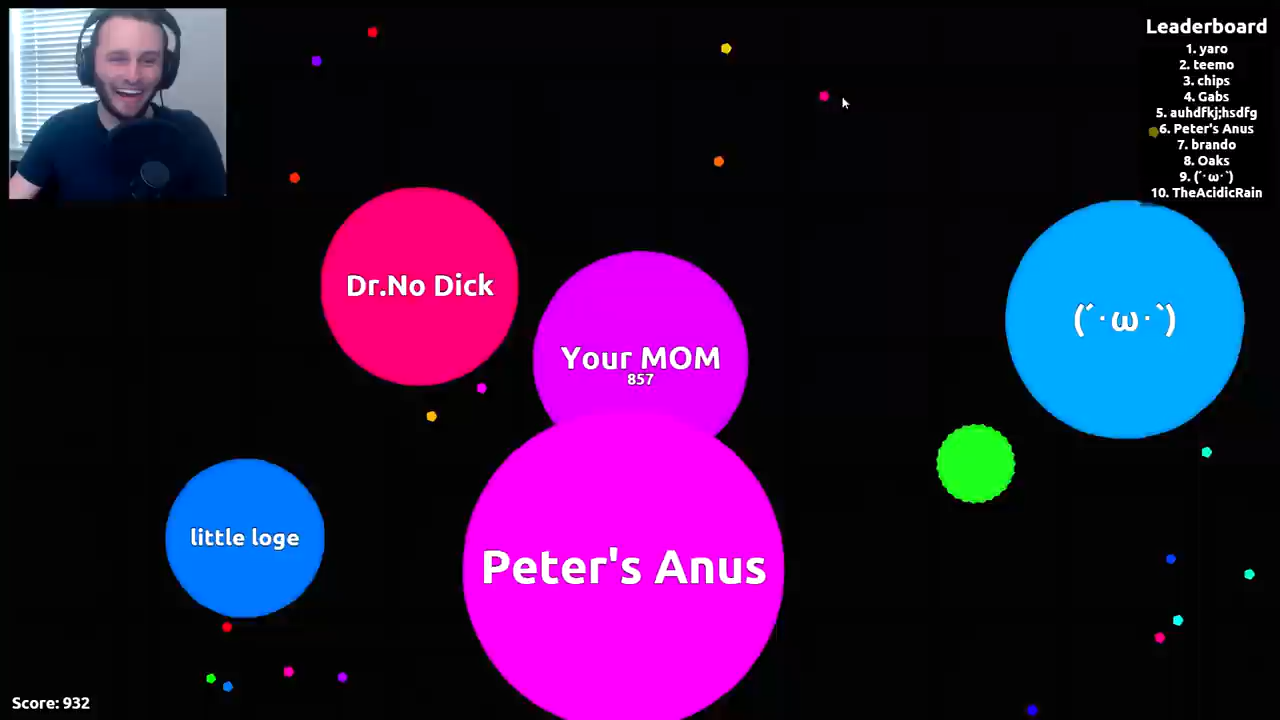 Leaderboard
1. yaro
2. teemo
3. chips
4. Gabs
5. auhdfkj;hsdfg
6. Peter's Anus
7. brando
8. Oaks
9. (´･ω･`)
10. TheAcidicRain
Dr.No Dick
Your MOM
857
(´･ω･`)
little loge
Peter's Anus
Score: 932